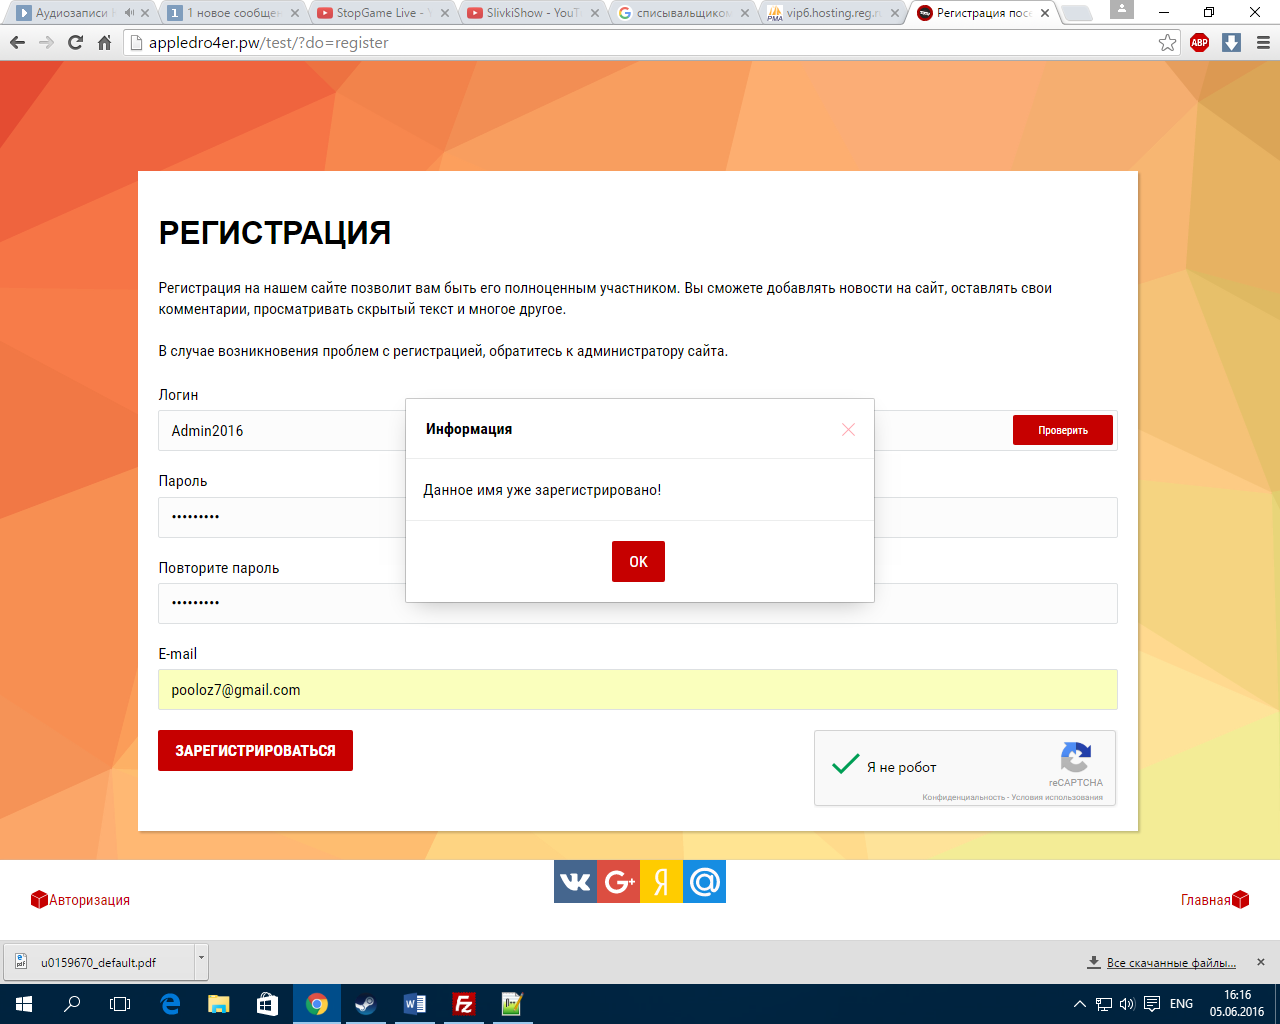 Аудиозаписи
1 новое сообщен
StopGame Live -
SlivkiShow - YouT
списывальщиком
vip6.hosting.reg.r
Регистрация посе
appledro4er.pw/test/?do=register
ABP
РЕГИСТРАЦИЯ
Регистрация на нашем сайте позволит вам быть его полноценным участником. Вы сможете добавлять новости на сайт, оставлять свои
комментарии, просматривать скрытый текст и многое другое.
В случае возникновения проблем с регистрацией, обратитесь к администратору сайта.
Логин
Admin2016
Проверить
Информация
Данное имя уже зарегистрировано!
OK
Пароль
•••••••••
Повторите пароль
•••••••••
E-mail
pooloz7@gmail.com
ЗАРЕГИСТРИРОВАТЬСЯ
Я не робот
reCAPTCHA
Конфиденциальность - Условия использования
Авторизация
Главная
u0159670_default.pdf
Все скачанные файлы...
ENG
16:16
05.06.2016